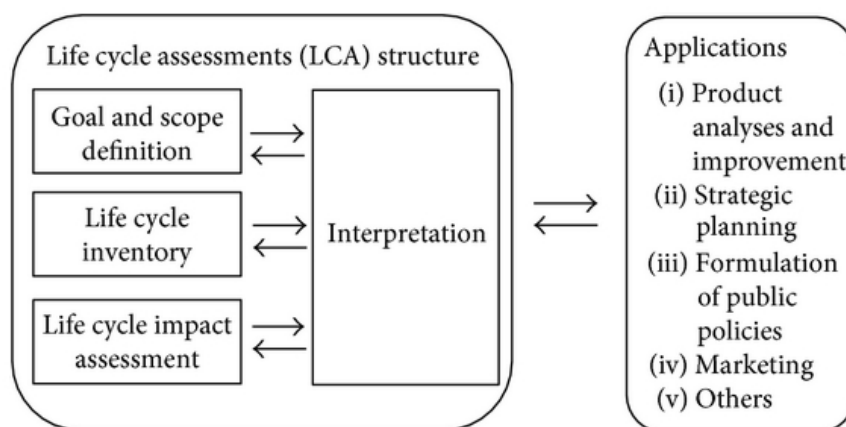 Life cycle assessments (LCA) structure
Goal and scope
definition
Life cycle
inventory
Life cycle impact
assessment
Interpretation
Applications
(i) Product
analyses and
improvement
(ii) Strategic
planning
(iii) Formulation
of public
policies
(iv) Marketing
(v) Others